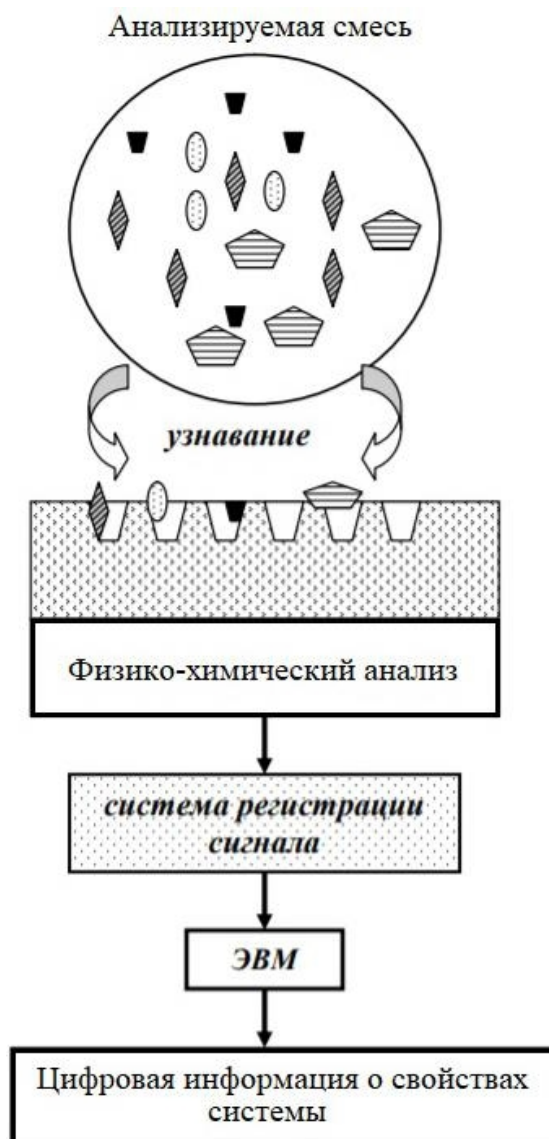 Анализируемая смесь
узнавание
Физико-химический анализ
система регистрации
сигнала
ЭВМ
Цифровая информация о свойствах
системы